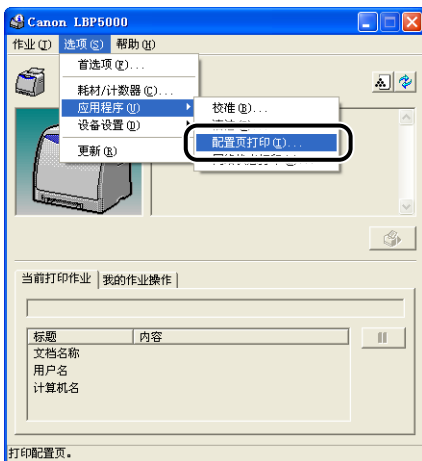 Canon LBP5000
作业(J) 选项(S) 帮助(H)
首选项(P)...
耗材/计数器(C)...
应用程序(U)
设备设置(D)
更新(R)
校准(B)...
配置页打印(I)...
当前打印作业 我的作业操作
标题 内容
文档名称
用户名
计算机名
打印配置页。